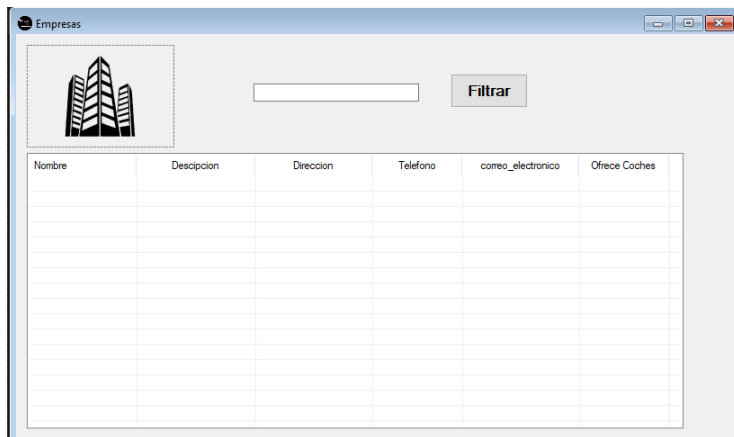 Empresas
Filtrar
Nombre Descipcion Direccion Telefono correo_electronico Ofrece Coches